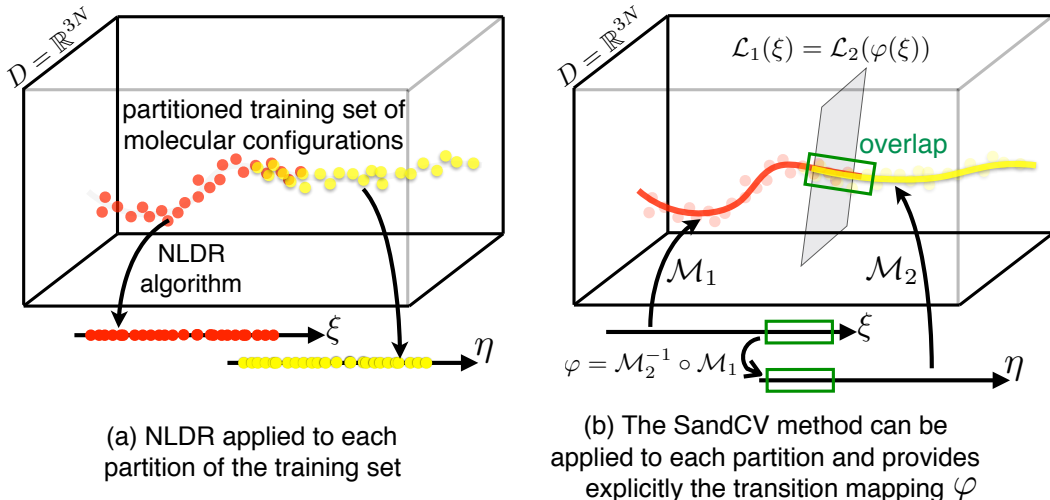 D = ℝ³ᴺ
partitioned training set of
molecular configurations
NLDR
algorithm
ξ
η
(a) NLDR applied to each
partition of the training set
D = ℝ³ᴺ
ℒ₁(ξ) = ℒ₂(φ(ξ))
overlap
ℳ₁
ℳ₂
ξ
φ = ℳ₂⁻¹ ∘ ℳ₁
η
(b) The SandCV method can be
applied to each partition and provides
explicitly the transition mapping φ